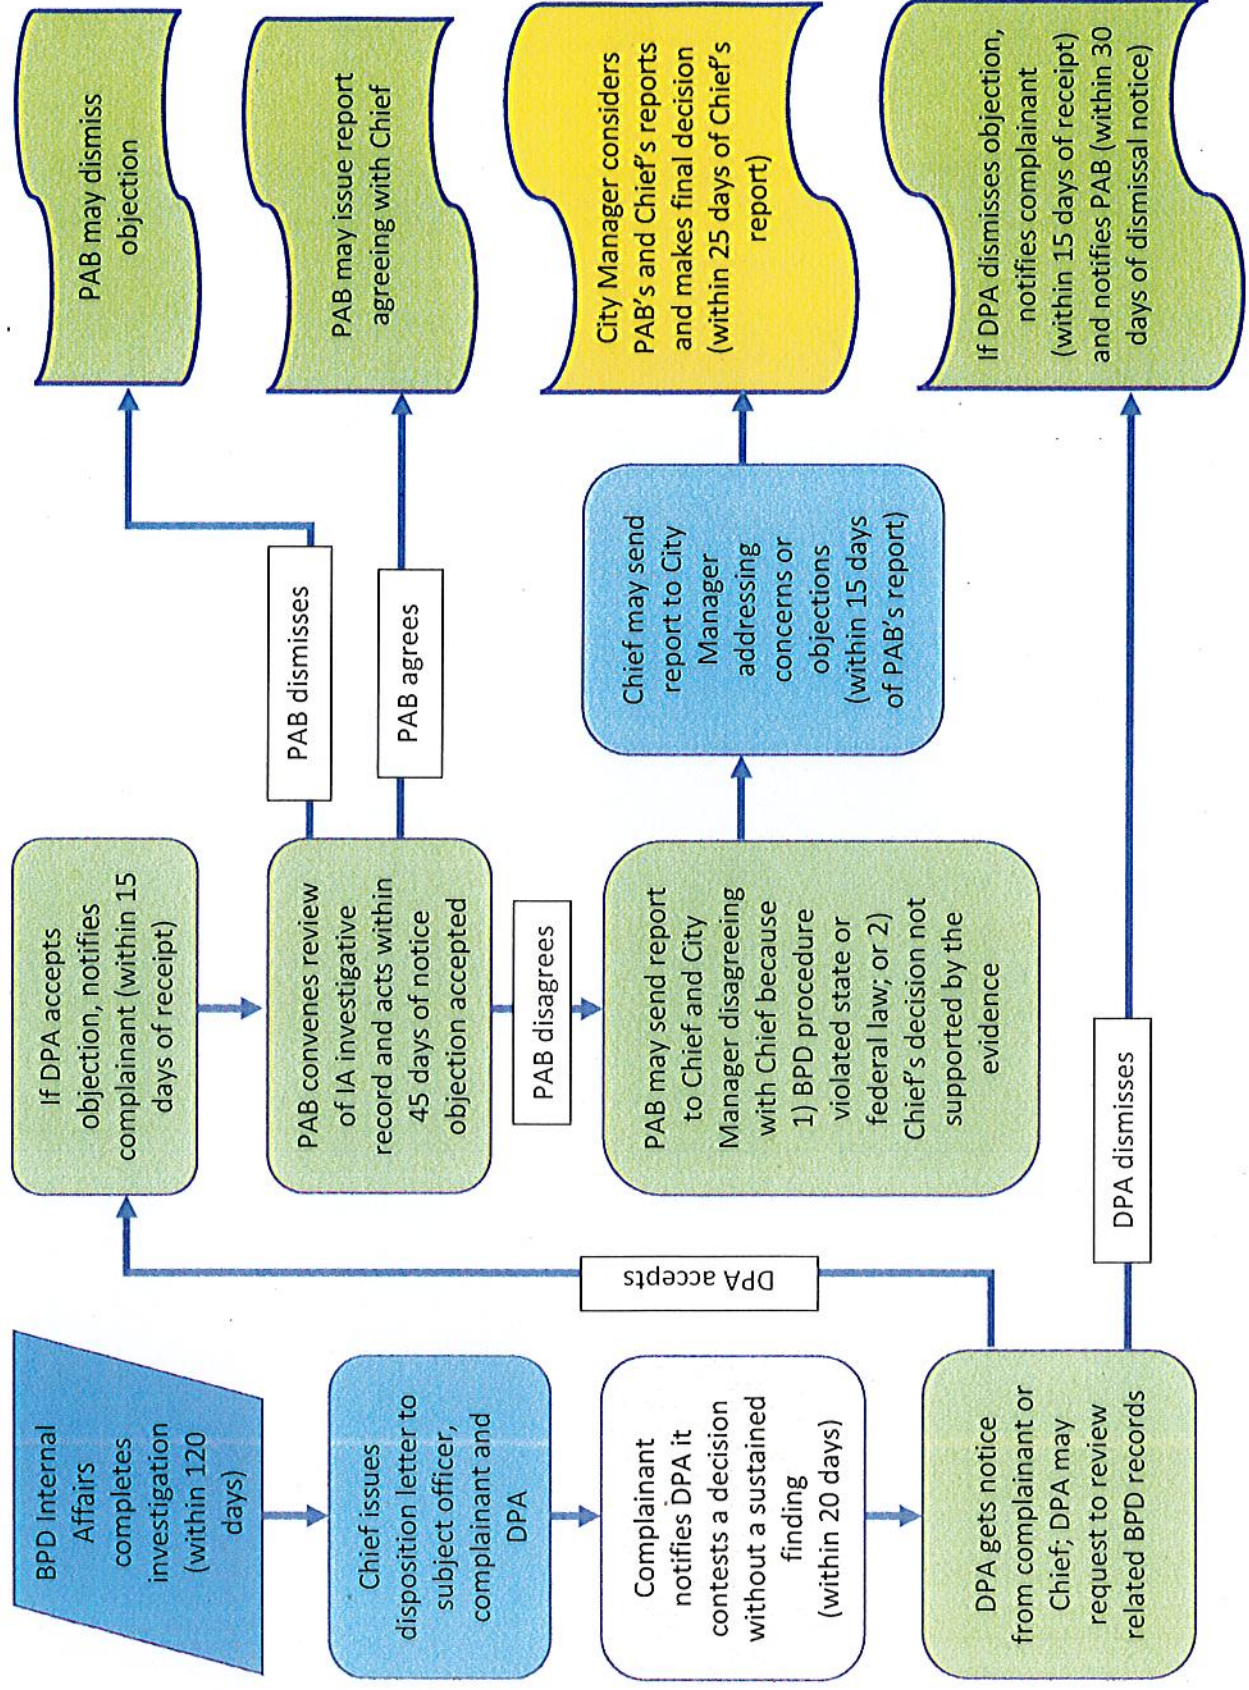 BPD Internal
Affairs
completes
investigation
(within 120
days)
Chief issues
disposition letter to
subject officer,
complainant and
DPA
Complainant
notifies DPA it
contests a decision
without a sustained
finding
(within 20 days)
DPA gets notice
from complainant or
Chief; DPA may
request to review
related BPD records
DPA accepts
DPA dismisses
If DPA accepts
objection, notifies
complainant (within 15
days of receipt)
PAB convenes review
of IA investigative
record and acts within
45 days of notice
objection accepted
PAB disagrees
PAB may send report
to Chief and City
Manager disagreeing
with Chief because
1) BPD procedure
violated state or
federal law; or 2)
Chief's decision not
supported by the
evidence
PAB dismisses
PAB agrees
Chief may send
report to City
Manager
addressing
concerns or
objections
(within 15 days
of PAB's report)
PAB may dismiss
objection
PAB may issue report
agreeing with Chief
City Manager considers
PAB's and Chief's reports
and makes final decision
(within 25 days of Chief's
report)
If DPA dismisses objection,
notifies complainant
(within 15 days of receipt)
and notifies PAB (within 30
days of dismissal notice)